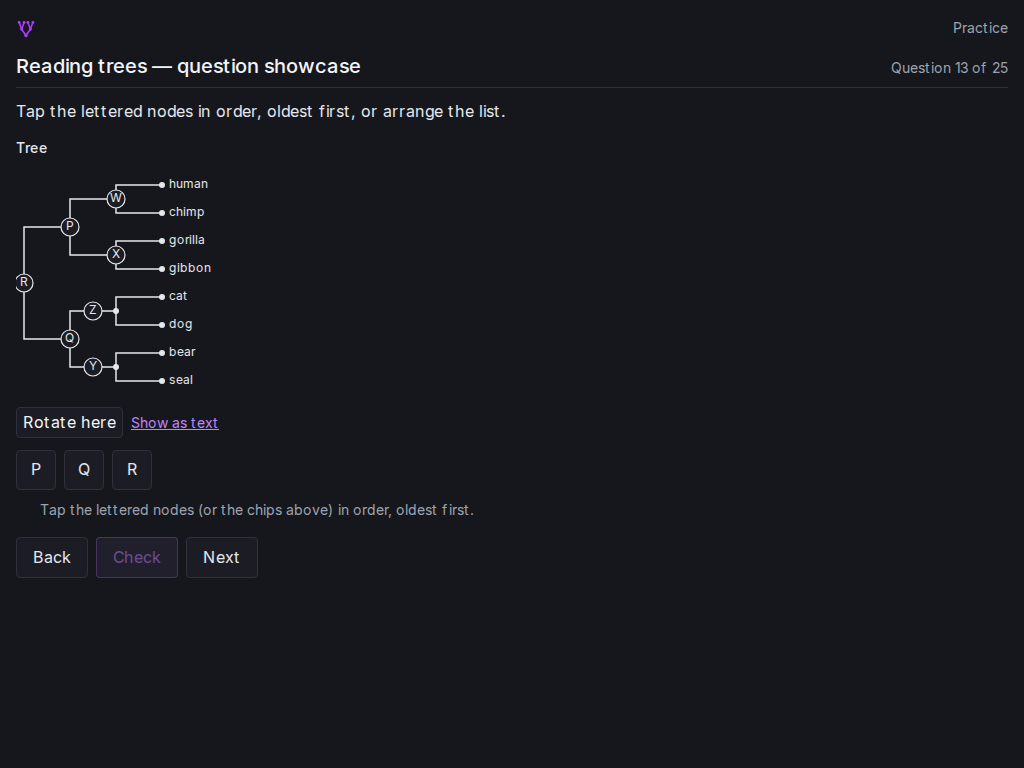 Practice
Reading trees — question showcase
Question 13 of 25
Tap the lettered nodes in order, oldest first, or arrange the list.
Tree
human
W
chimp
P
gorilla
X
gibbon
R
cat
Z
dog
Q
bear
Y
seal
Rotate here Show as text
P Q R
Tap the lettered nodes (or the chips above) in order, oldest first.
Back Check Next